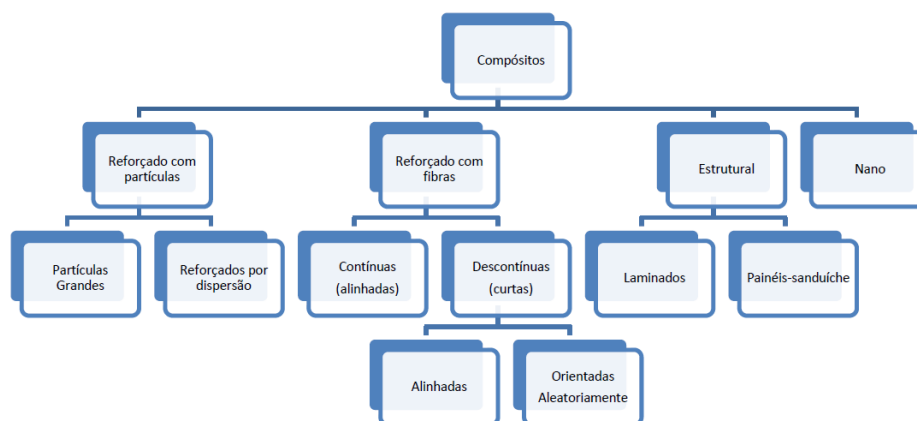 Compósitos
Reforçado com
partículas
Reforçado com
fibras
Estrutural
Nano
Partículas
Grandes
Reforçados por
dispersão
Contínuas
(alinhadas)
Descontínuas
(curtas)
Laminados
Painéis-sanduíche
Alinhadas
Orientadas
Aleatoriamente